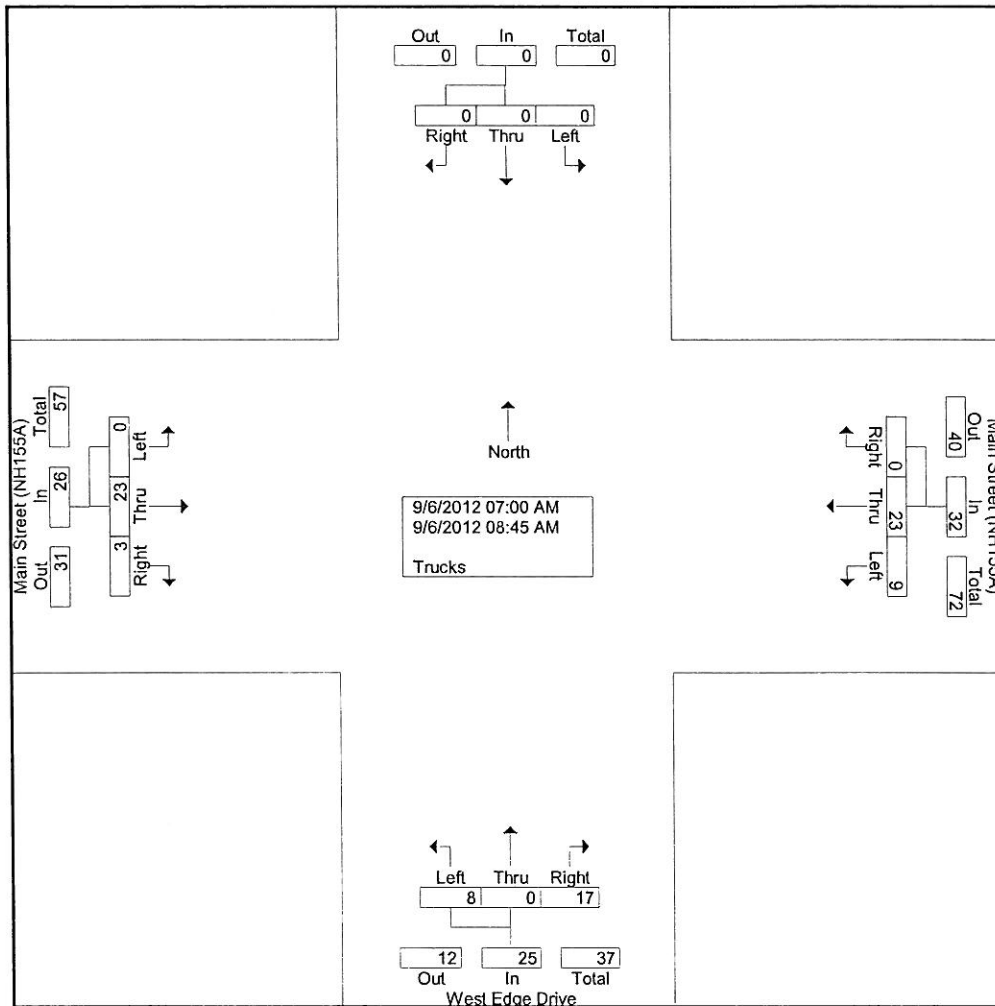 Out In Total
0 0 0
0 0 0
Right Thru Left
Main Street (NH155A)
Total In Out
57 26 31
0 23 3
Left Thru Right
North
9/6/2012 07:00 AM
9/6/2012 08:45 AM
Trucks
Right Thru Left
0 23 9
Out In Total
40 32 72
Main Street (NH155A)
Left Thru Right
8 0 17
12 25 37
Out In Total
West Edge Drive